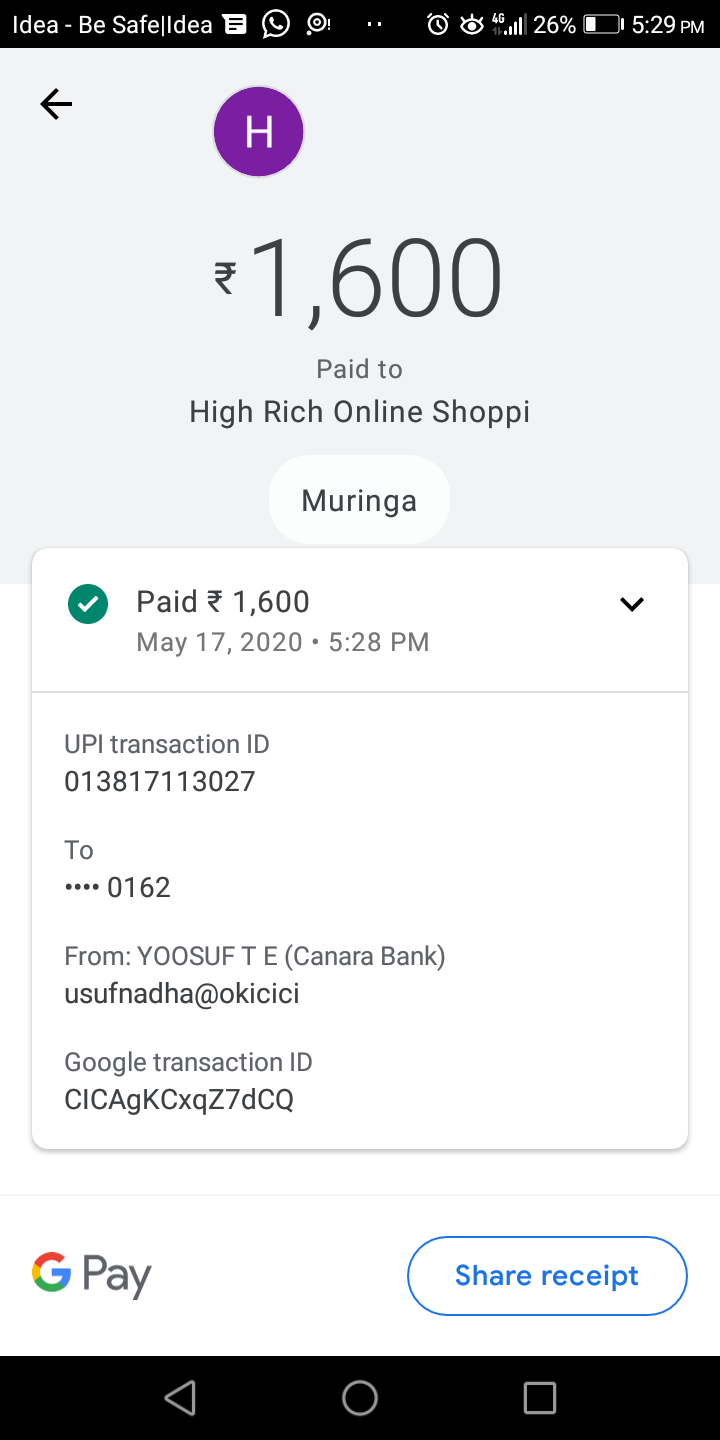 Idea - Be Safe|Idea 4G 26% 5:29 PM
H
₹1,600
Paid to
High Rich Online Shoppi
Muringa
Paid ₹ 1,600
May 17, 2020 • 5:28 PM
UPI transaction ID
013817113027
To
•••• 0162
From: YOOSUF T E (Canara Bank)
usufnadha@okicici
Google transaction ID
CICAgKCxqZ7dCQ
G Pay
Share receipt